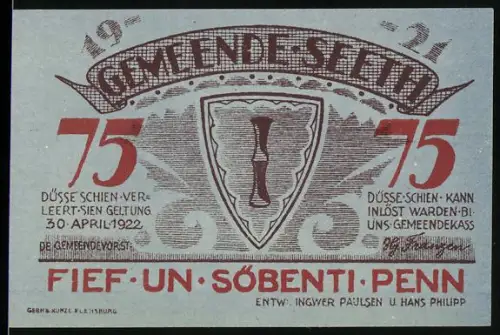 19 – 21
GEMEENDE · SEETH
75 75
DÜSSE SCHIEN · VER-
LEERT · SIEN GELTUNG
30 · APRIL · 1922
DE GEMEENDEVORST:
DÜSSE · SCHIEN · KANN
INLÖST WARDEN · BI ·
UNS · GEMEENDEKASS
FIEF · UN · SÖBENTI · PENN
ENTW. INGWER PAULSEN U. HANS PHILIPP